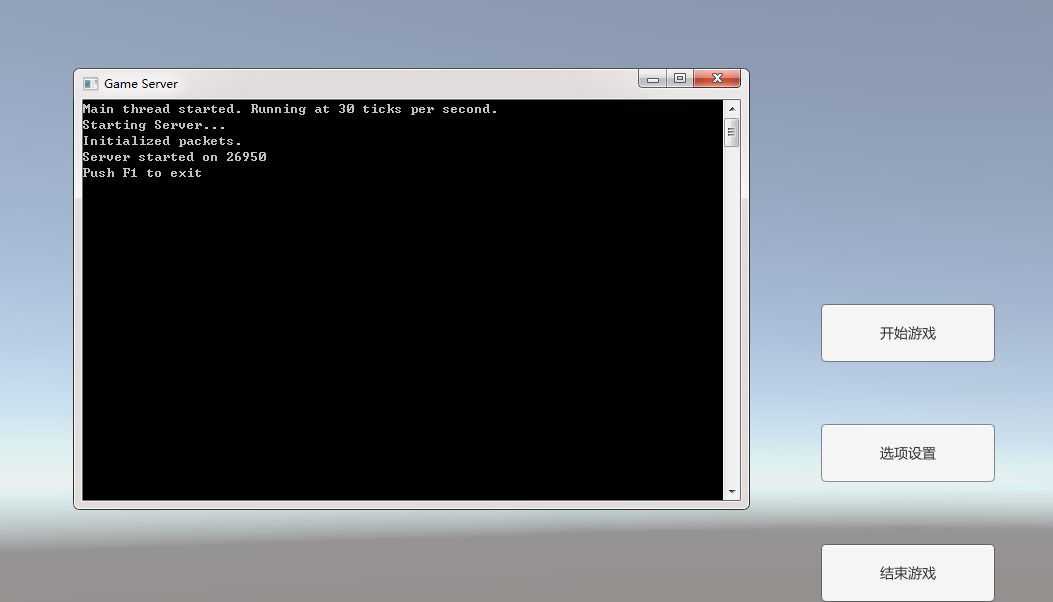 Game Server
Main thread started. Running at 30 ticks per second.
Starting Server...
Initialized packets.
Server started on 26950
Push F1 to exit
开始游戏
选项设置
结束游戏